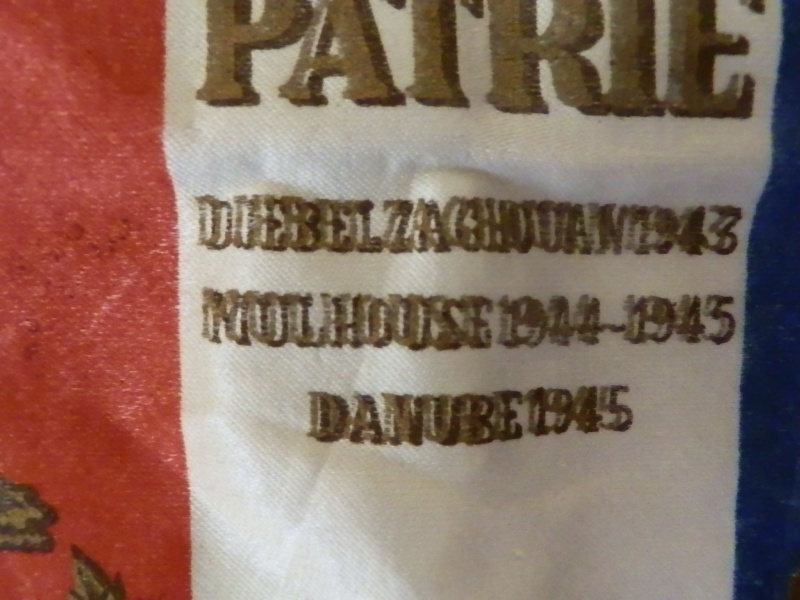 PATRIE
DJEBEL ZAGHOUAN 1943
MULHOUSE 1944-1945
DANUBE 1945